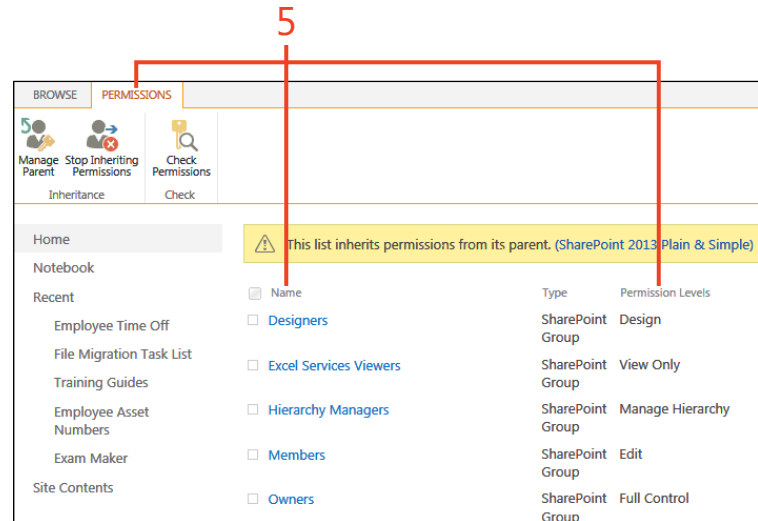 5
BROWSE PERMISSIONS
Manage Parent
Stop Inheriting Permissions
Check Permissions
Inheritance
Check
Home
Notebook
Recent
Employee Time Off
File Migration Task List
Training Guides
Employee Asset
Numbers
Exam Maker
Site Contents
This list inherits permissions from its parent. (SharePoint 2013 Plain & Simple)
Name Type Permission Levels
Designers SharePoint Group Design
Excel Services Viewers SharePoint Group View Only
Hierarchy Managers SharePoint Group Manage Hierarchy
Members SharePoint Group Edit
Owners SharePoint Group Full Control